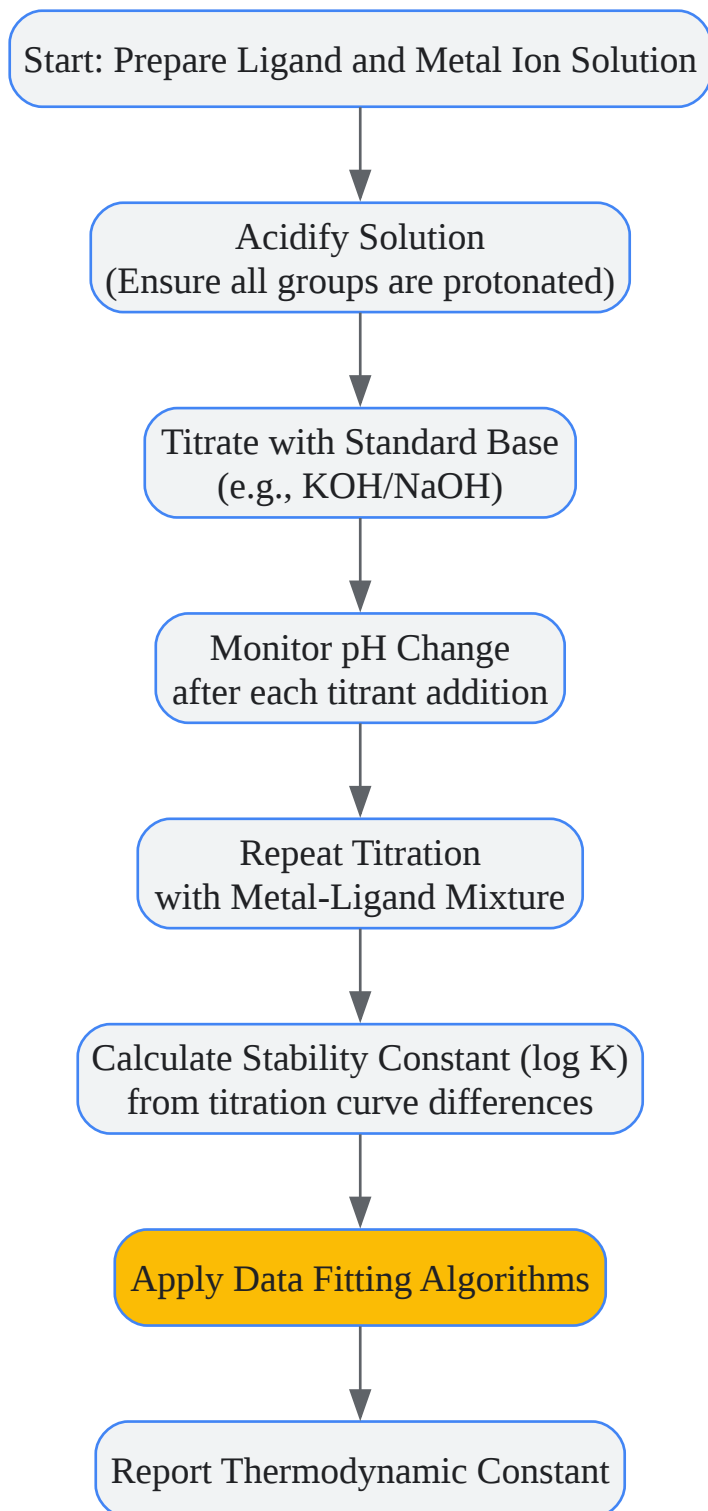 Start: Prepare Ligand and Metal Ion Solution
Acidify Solution
(Ensure all groups are protonated)
Titrate with Standard Base
(e.g., KOH/NaOH)
Monitor pH Change
after each titrant addition
Repeat Titration
with Metal-Ligand Mixture
Calculate Stability Constant (log K)
from titration curve differences
Apply Data Fitting Algorithms
Report Thermodynamic Constant